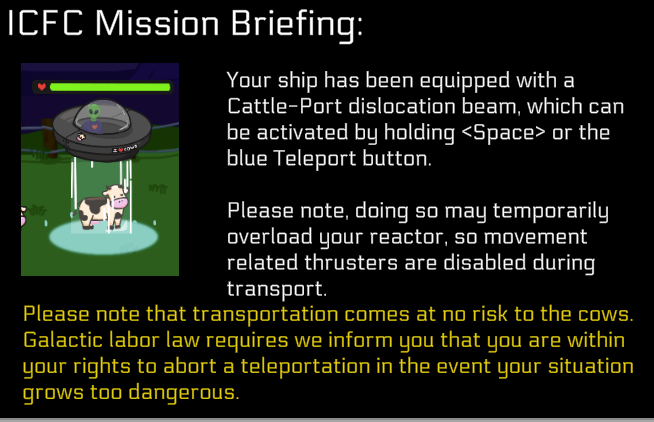 ICFC Mission Briefing:
Your ship has been equipped with a
Cattle-Port dislocation beam, which can
be activated by holding <Space> or the
blue Teleport button.
Please note, doing so may temporarily
overload your reactor, so movement
related thrusters are disabled during
transport.
Please note that transportation comes at no risk to the cows.
Galactic labor law requires we inform you that you are within
your rights to abort a teleportation in the event your situation
grows too dangerous.